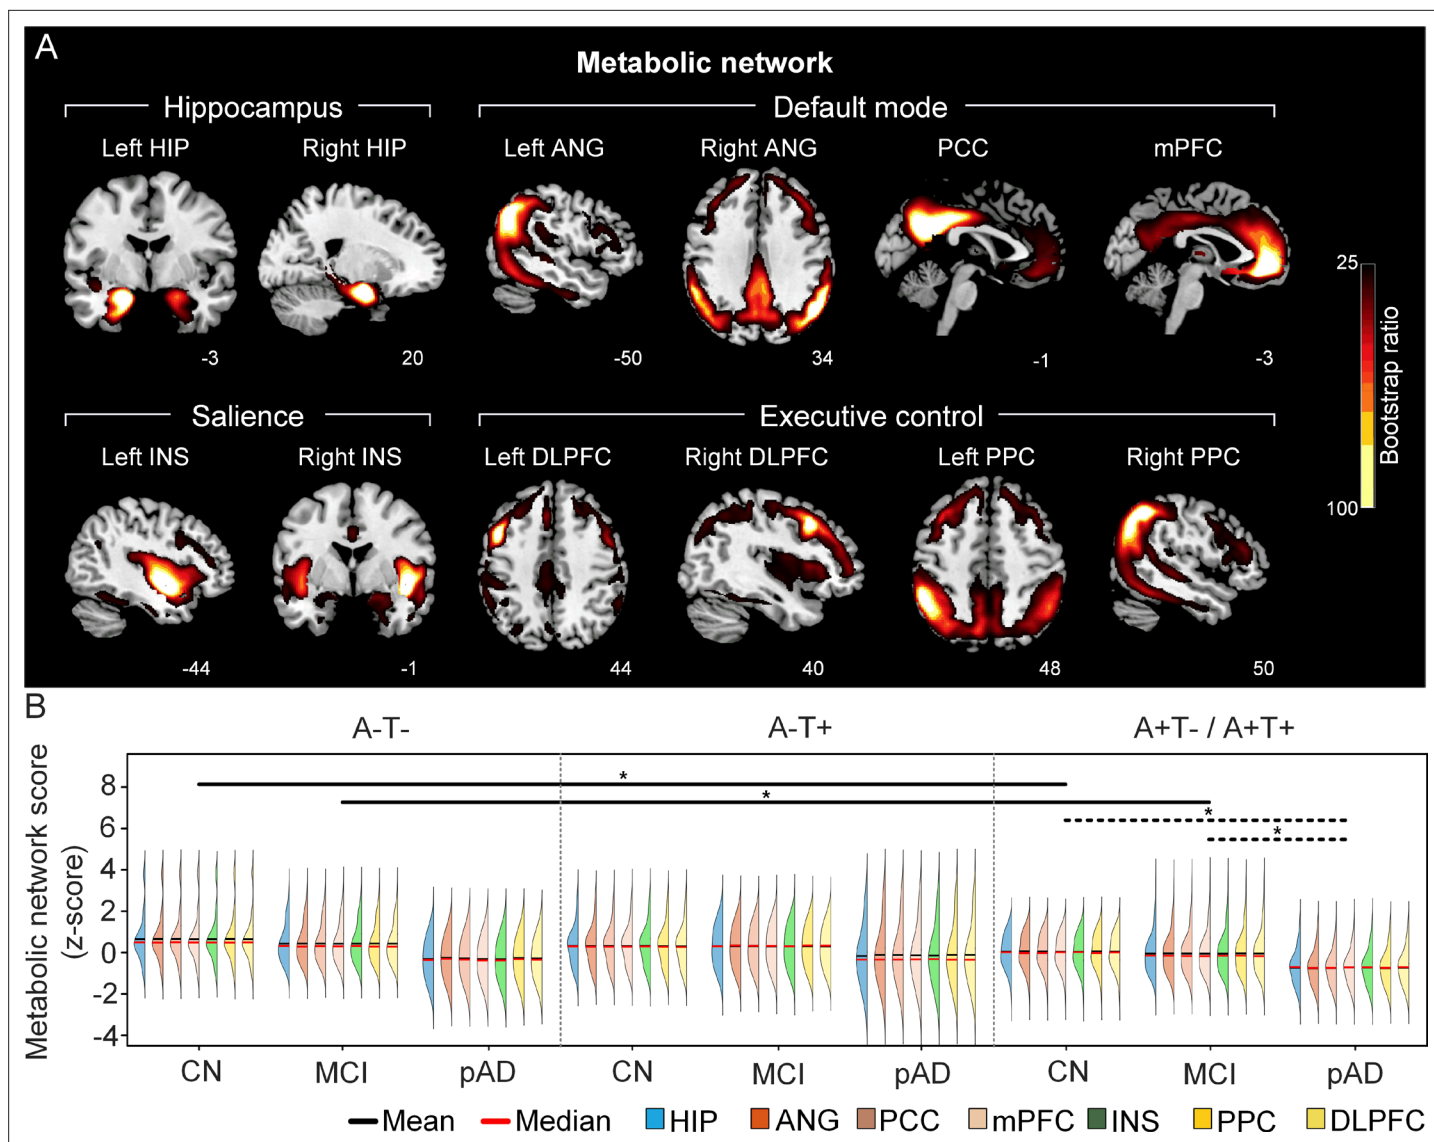 A
Metabolic network
Hippocampus
Default mode
Left HIP
Right HIP
Left ANG
Right ANG
PCC
mPFC
-3
20
-50
34
-1
-3
25
Bootstrap ratio
100
Salience
Executive control
Left INS
Right INS
Left DLPFC
Right DLPFC
Left PPC
Right PPC
-44
-1
44
40
48
50
B
A-T-
A-T+
A+T- / A+T+
Metabolic network score
(z-score)
8
6
4
2
0
-2
-4
*
*
*
*
CN
MCI
pAD
CN
MCI
pAD
CN
MCI
pAD
Mean
Median
HIP
ANG
PCC
mPFC
INS
PPC
DLPFC